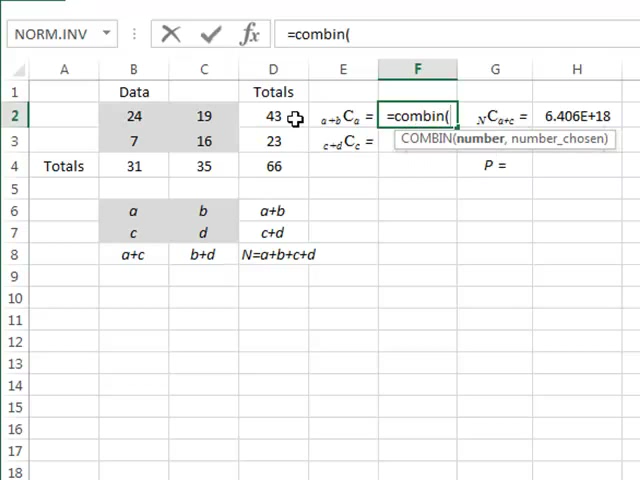 NORM.INV fx =combin(
A B C D E F G H
1 Data Totals
2 24 19 43 a+bCa = =combin( NCa+c = 6.406E+18
3 7 16 23 c+dCc = COMBIN(number, number_chosen)
4 Totals 31 35 66 P =
5
6 a b a+b
7 c d c+d
8 a+c b+d N=a+b+c+d
9
10
11
12
13
14
15
16
17
18